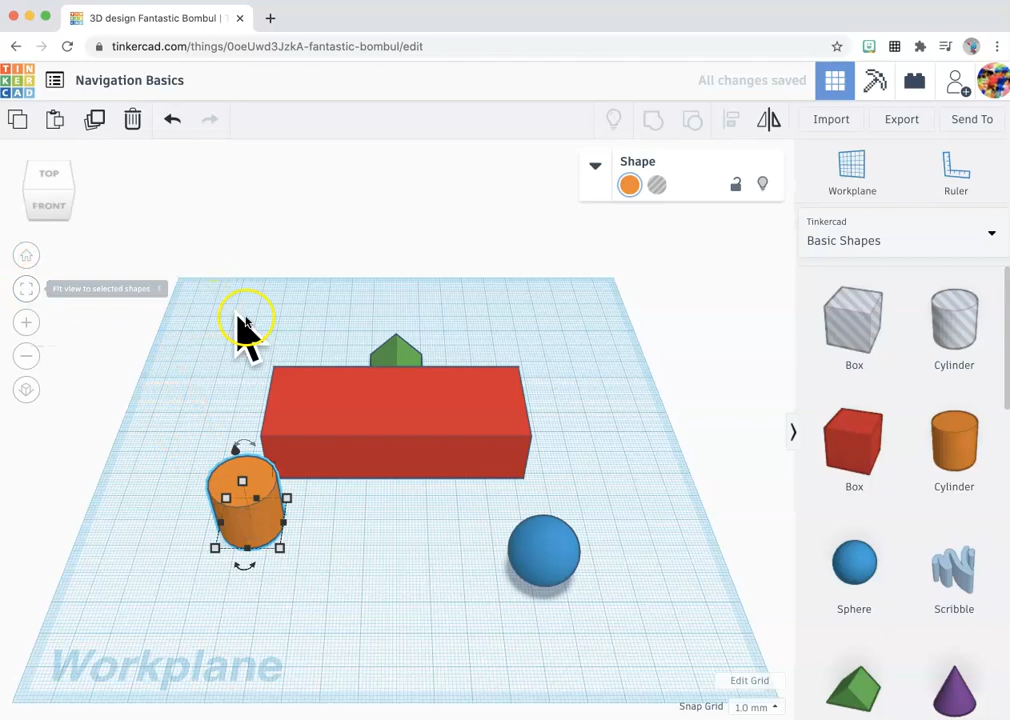 3D design Fantastic Bombul | T
tinkercad.com/things/0oeUwd3JzkA-fantastic-bombul/edit
TIN
KER
CAD
Navigation Basics
All changes saved
Import
Export
Send To
TOP
FRONT
Shape
Workplane
Ruler
Tinkercad
Basic Shapes
Fit view to selected shapes
Box
Cylinder
Box
Cylinder
Sphere
Scribble
Workplane
Edit Grid
Snap Grid
1.0 mm